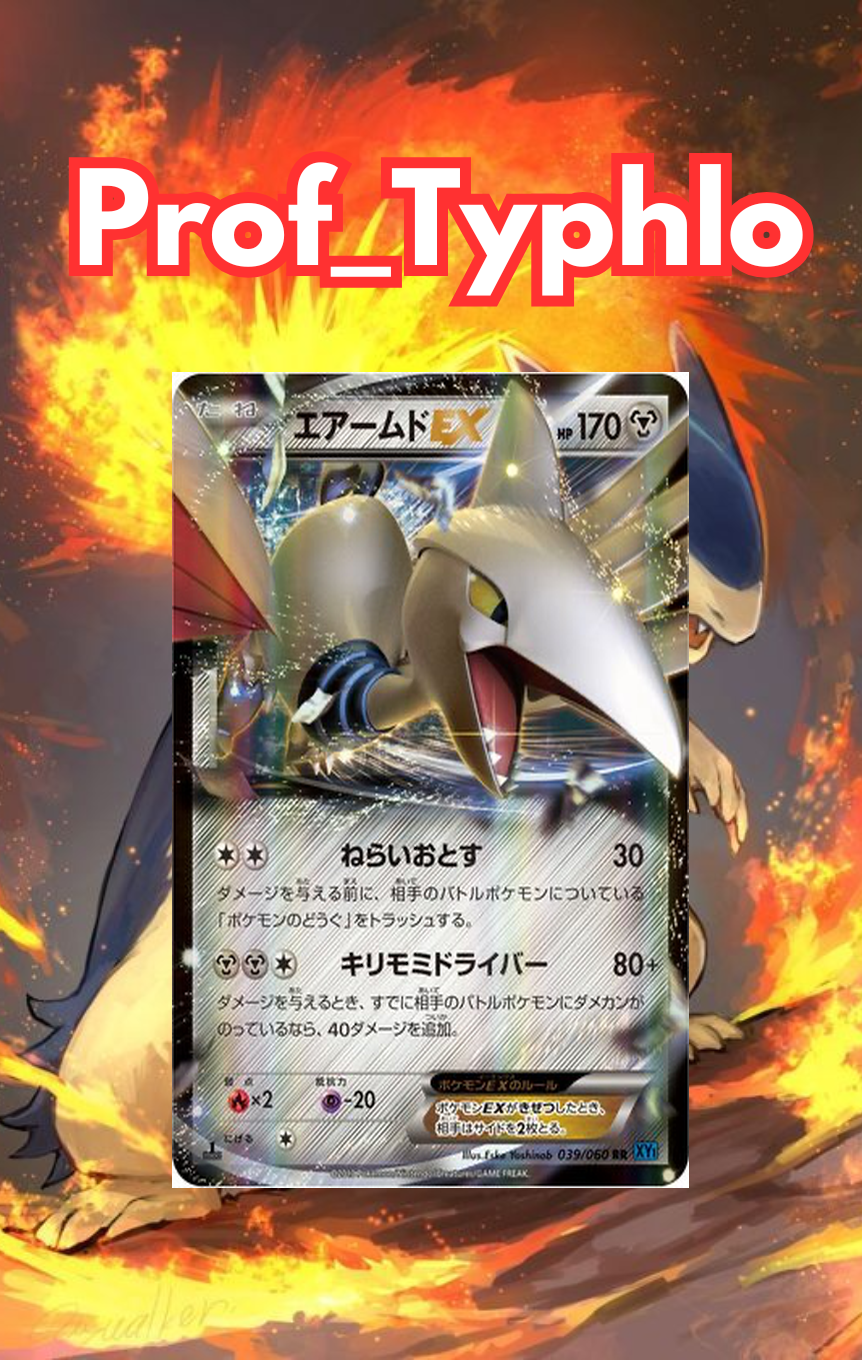 Prof_Typhlo
たね エアームドEX HP 170
ねらいおとす 30
ダメージを与える前に、相手のバトルポケモンについている
「ポケモンのどうぐ」をトラッシュする。
キリモミドライバー 80+
ダメージを与えるとき、すでに相手のバトルポケモンにダメカンが
のっているなら、40ダメージを追加。
弱点 抵抗力 ポケモンEXのルール
×2 -20 ポケモンEXがきぜつしたとき、
相手はサイドを2枚とる。
にげる
Illus. Eske Yoshinob 039/060 RR XY1